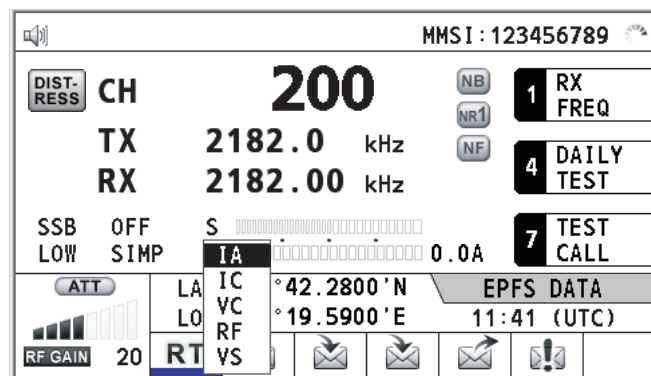 MMSI:123456789
DIST-
RESS
CH 200
NB
NR1
NF
1 RX
FREQ
TX 2182.0 kHz
RX 2182.00 kHz
4 DAILY
TEST
SSB OFF S
LOW SIMP 0.0A
7 TEST
CALL
IA
IC
VC
RF
VS
ATT
LA °42.2800'N
LO °19.5900'E
EPFS DATA
11:41 (UTC)
RF GAIN 20
RT